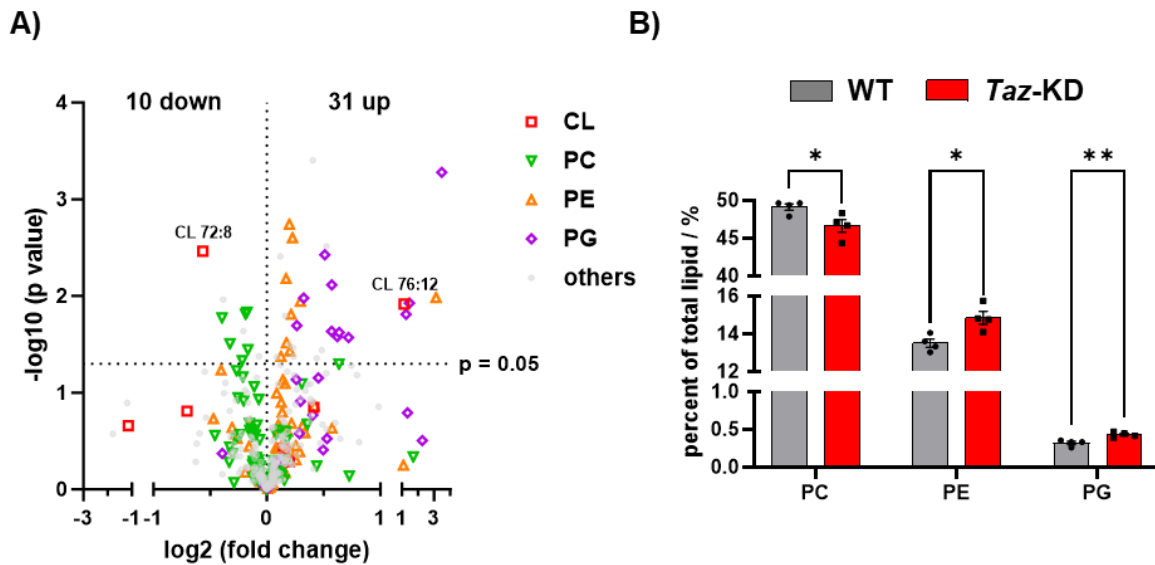 A)
B)
WT
Taz-KD
10 down
31 up
CL
PC
PE
PG
others
CL 72:8
CL 76:12
p = 0.05
-log10 (p value)
4
3
2
1
0
-3
-1
-1
0
1
1
3
log2 (fold change)
*
*
**
percent of total lipid / %
50
45
40
16
14
12
1.0
0.5
0.0
PC
PE
PG